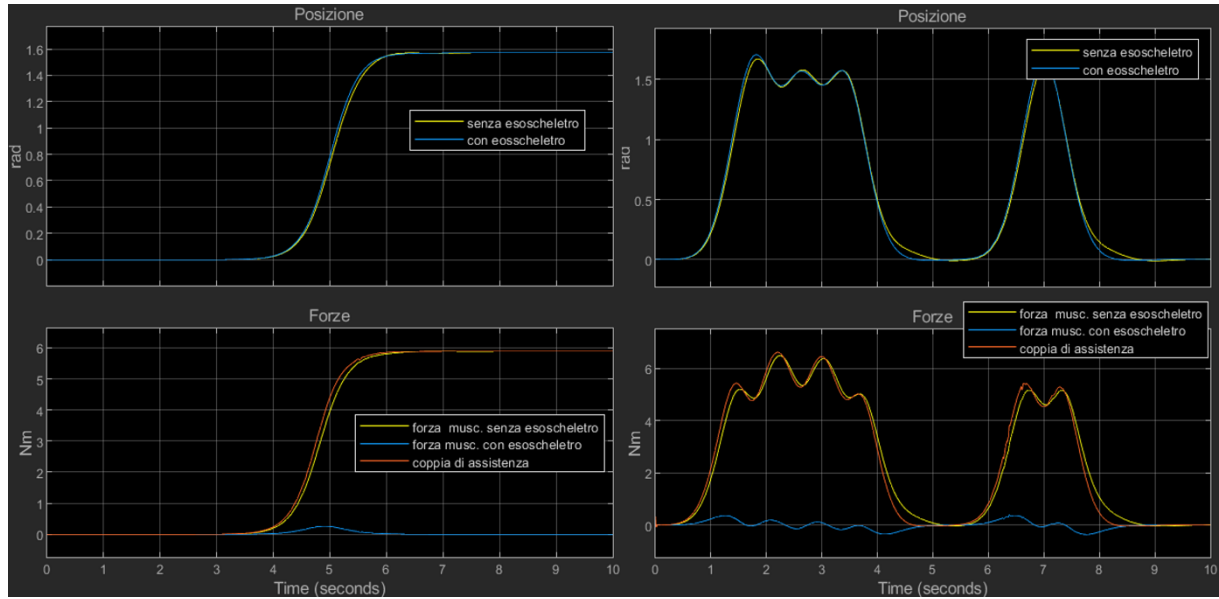 Posizione
1.6
1.4
1.2
1
0.8
0.6
0.4
0.2
0
rad
senza esoscheletro
con eosscheletro
Forze
6
5
4
3
2
1
0
Nm
forza musc. senza esoscheletro
forza musc. con esoscheletro
coppia di assistenza
0 1 2 3 4 5 6 7 8 9 10
Time (seconds)
Posizione
1.5
1
0.5
0
rad
senza esoscheletro
con eosscheletro
Forze
6
4
2
0
Nm
forza musc. senza esoscheletro
forza musc. con esoscheletro
coppia di assistenza
0 1 2 3 4 5 6 7 8 9 10
Time (seconds)